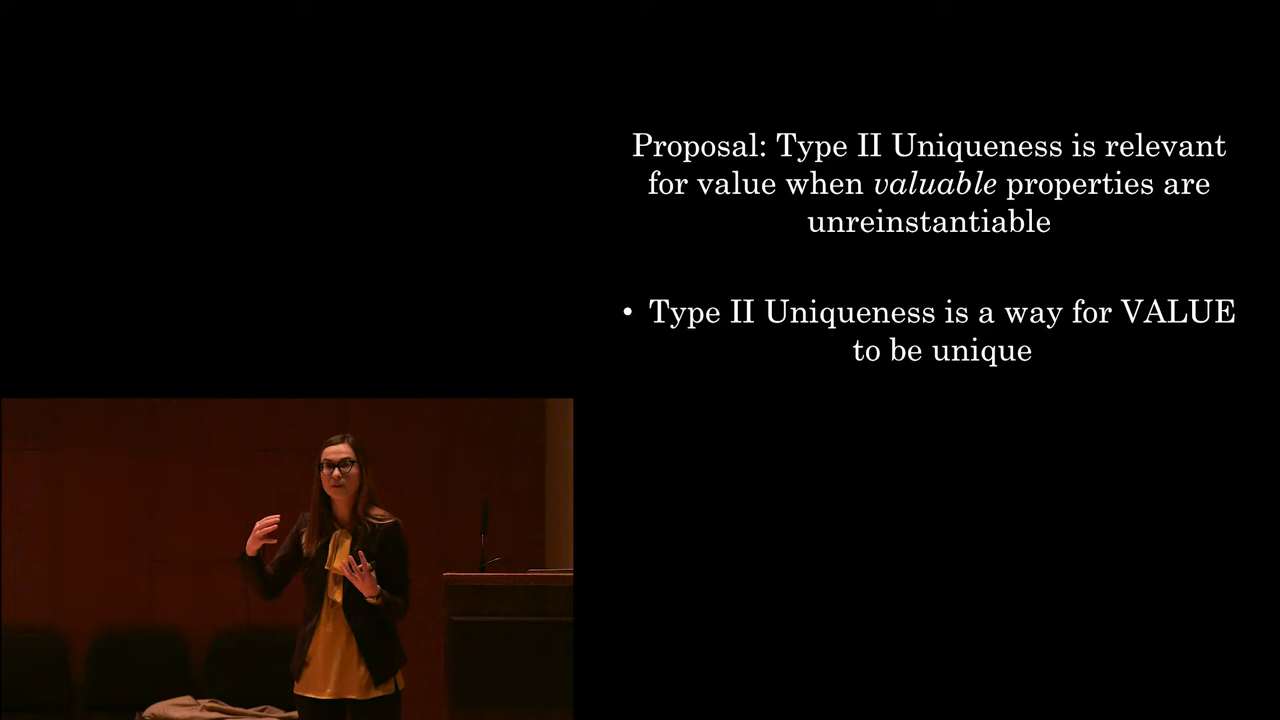 Proposal: Type II Uniqueness is relevant
for value when valuable properties are
unreinstantiable
• Type II Uniqueness is a way for VALUE
to be unique